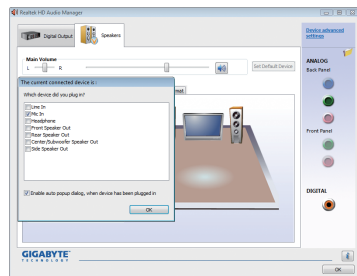 Realtek HD Audio Manager
Digital Output
Speakers
Device advanced
settings
Main Volume
L
R
Set Default Device
ANALOG
Back Panel
The current connected device is :
Which device did you plug in?
Line In
Mic In
Headphone
Front Speaker Out
Rear Speaker Out
Center/Subwoofer Speaker Out
Side Speaker Out
Front Panel
Enable auto popup dialog, when device has been plugged in
OK
DIGITAL
GIGABYTE
TECHNOLOGY
OK